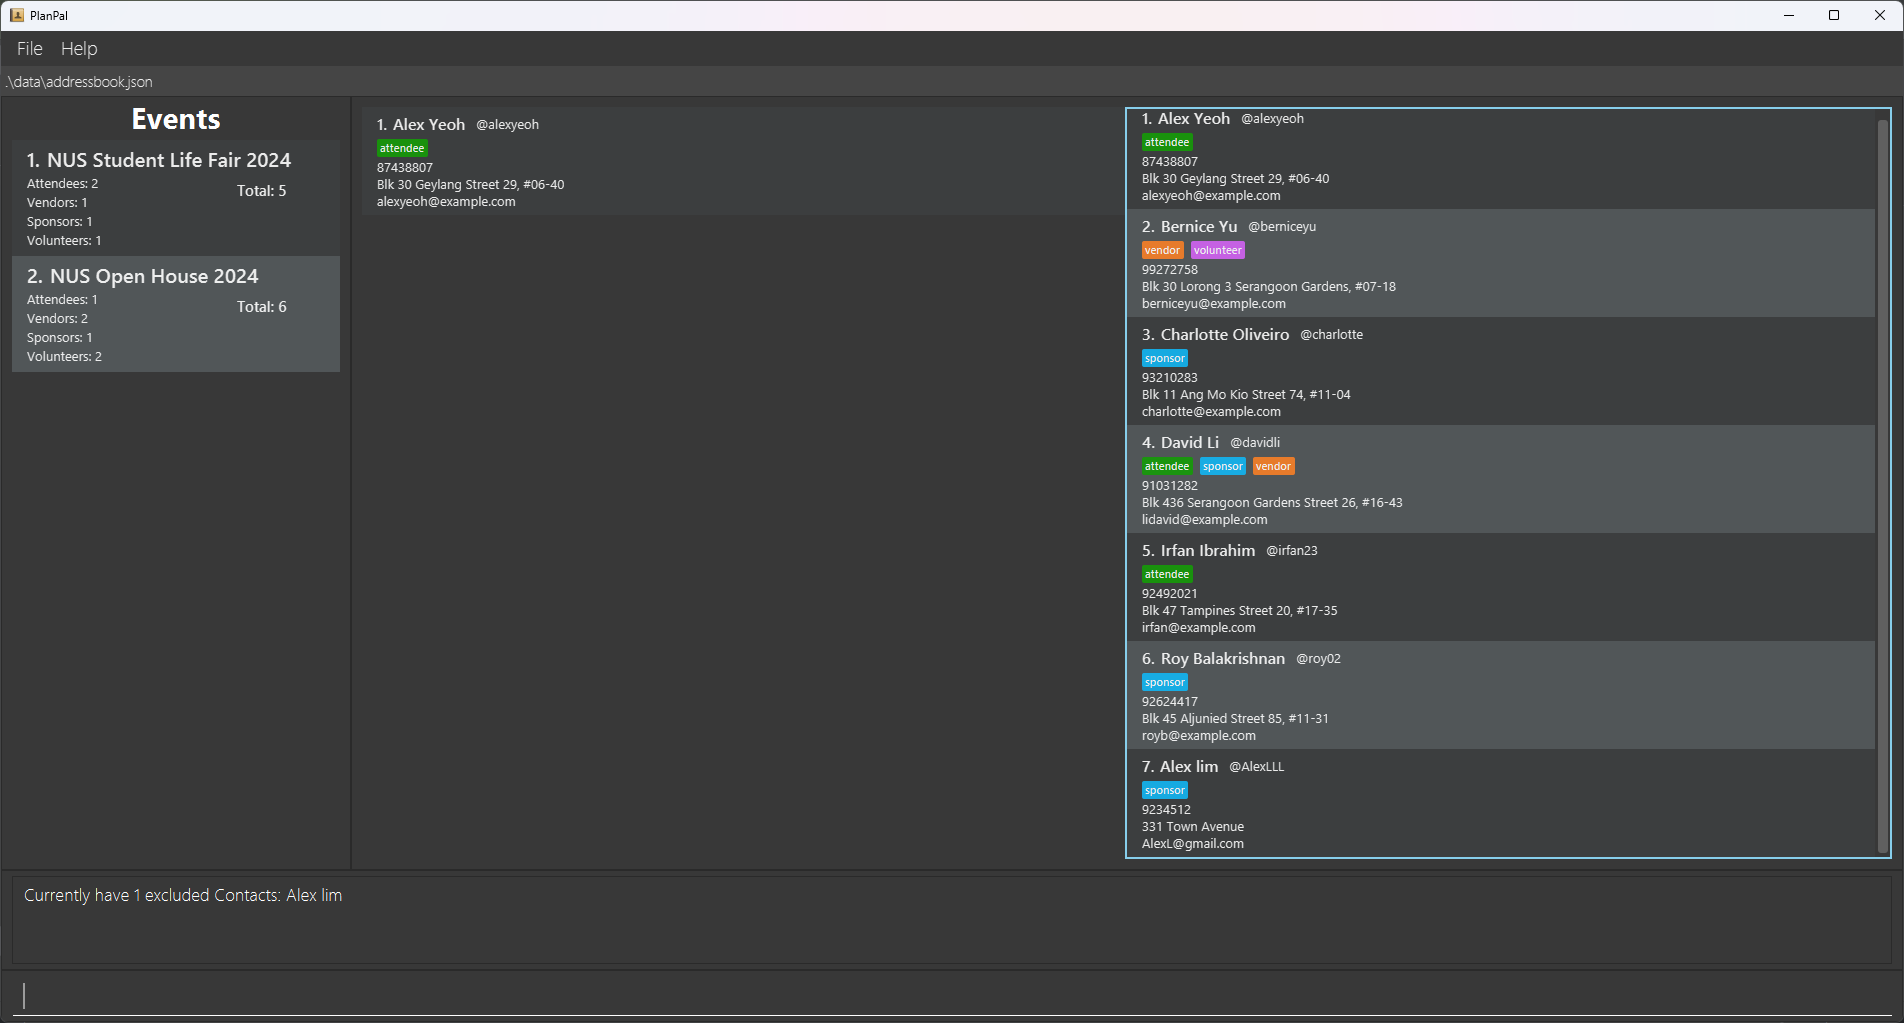 PlanPal
File Help
.\data\addressbook.json
Events
1. NUS Student Life Fair 2024
Attendees: 2
Total: 5
Vendors: 1
Sponsors: 1
Volunteers: 1
2. NUS Open House 2024
Attendees: 1
Total: 6
Vendors: 2
Sponsors: 1
Volunteers: 2
1. Alex Yeoh @alexyeoh
attendee
87438807
Blk 30 Geylang Street 29, #06-40
alexyeoh@example.com
1. Alex Yeoh @alexyeoh
attendee
87438807
Blk 30 Geylang Street 29, #06-40
alexyeoh@example.com
2. Bernice Yu @berniceyu
vendor volunteer
99272758
Blk 30 Lorong 3 Serangoon Gardens, #07-18
berniceyu@example.com
3. Charlotte Oliveiro @charlotte
sponsor
93210283
Blk 11 Ang Mo Kio Street 74, #11-04
charlotte@example.com
4. David Li @davidli
attendee sponsor vendor
91031282
Blk 436 Serangoon Gardens Street 26, #16-43
lidavid@example.com
5. Irfan Ibrahim @irfan23
attendee
92492021
Blk 47 Tampines Street 20, #17-35
irfan@example.com
6. Roy Balakrishnan @roy02
sponsor
92624417
Blk 45 Aljunied Street 85, #11-31
royb@example.com
7. Alex lim @AlexLLL
sponsor
9234512
331 Town Avenue
AlexL@gmail.com
Currently have 1 excluded Contacts: Alex lim